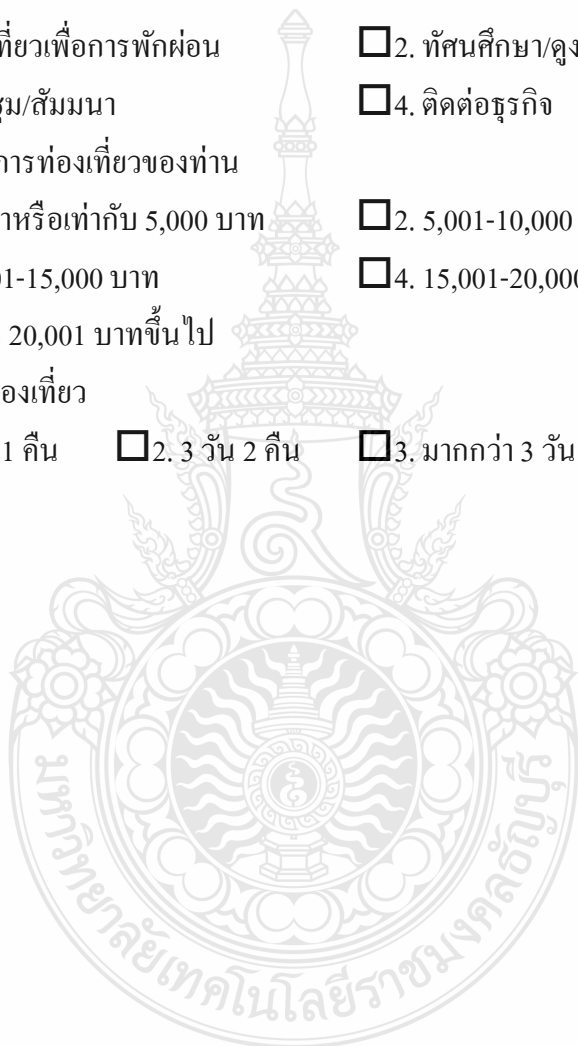 ที่ยวเพื่อการพักผ่อน ☐2. ทัศนศึกษา/ดูง
ชุม/สัมมนา ☐4. ติดต่อธุรกิจ
การท่องเที่ยวของท่าน
าหรือเท่ากับ 5,000 บาท ☐2. 5,001-10,000
01-15,000 บาท ☐4. 15,001-20,000
20,001 บาทขึ้นไป
องเที่ยว
1 คืน ☐2. 3 วัน 2 คืน ☐3. มากกว่า 3 วัน
มหาวิทยาลัยเทคโนโลยีราชมงคลธัญบุรี